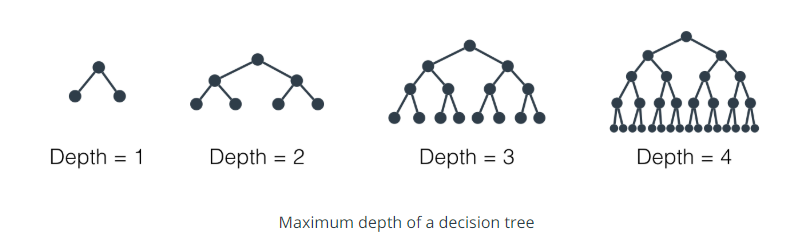 Depth = 1
Depth = 2
Depth = 3
Depth = 4
Maximum depth of a decision tree